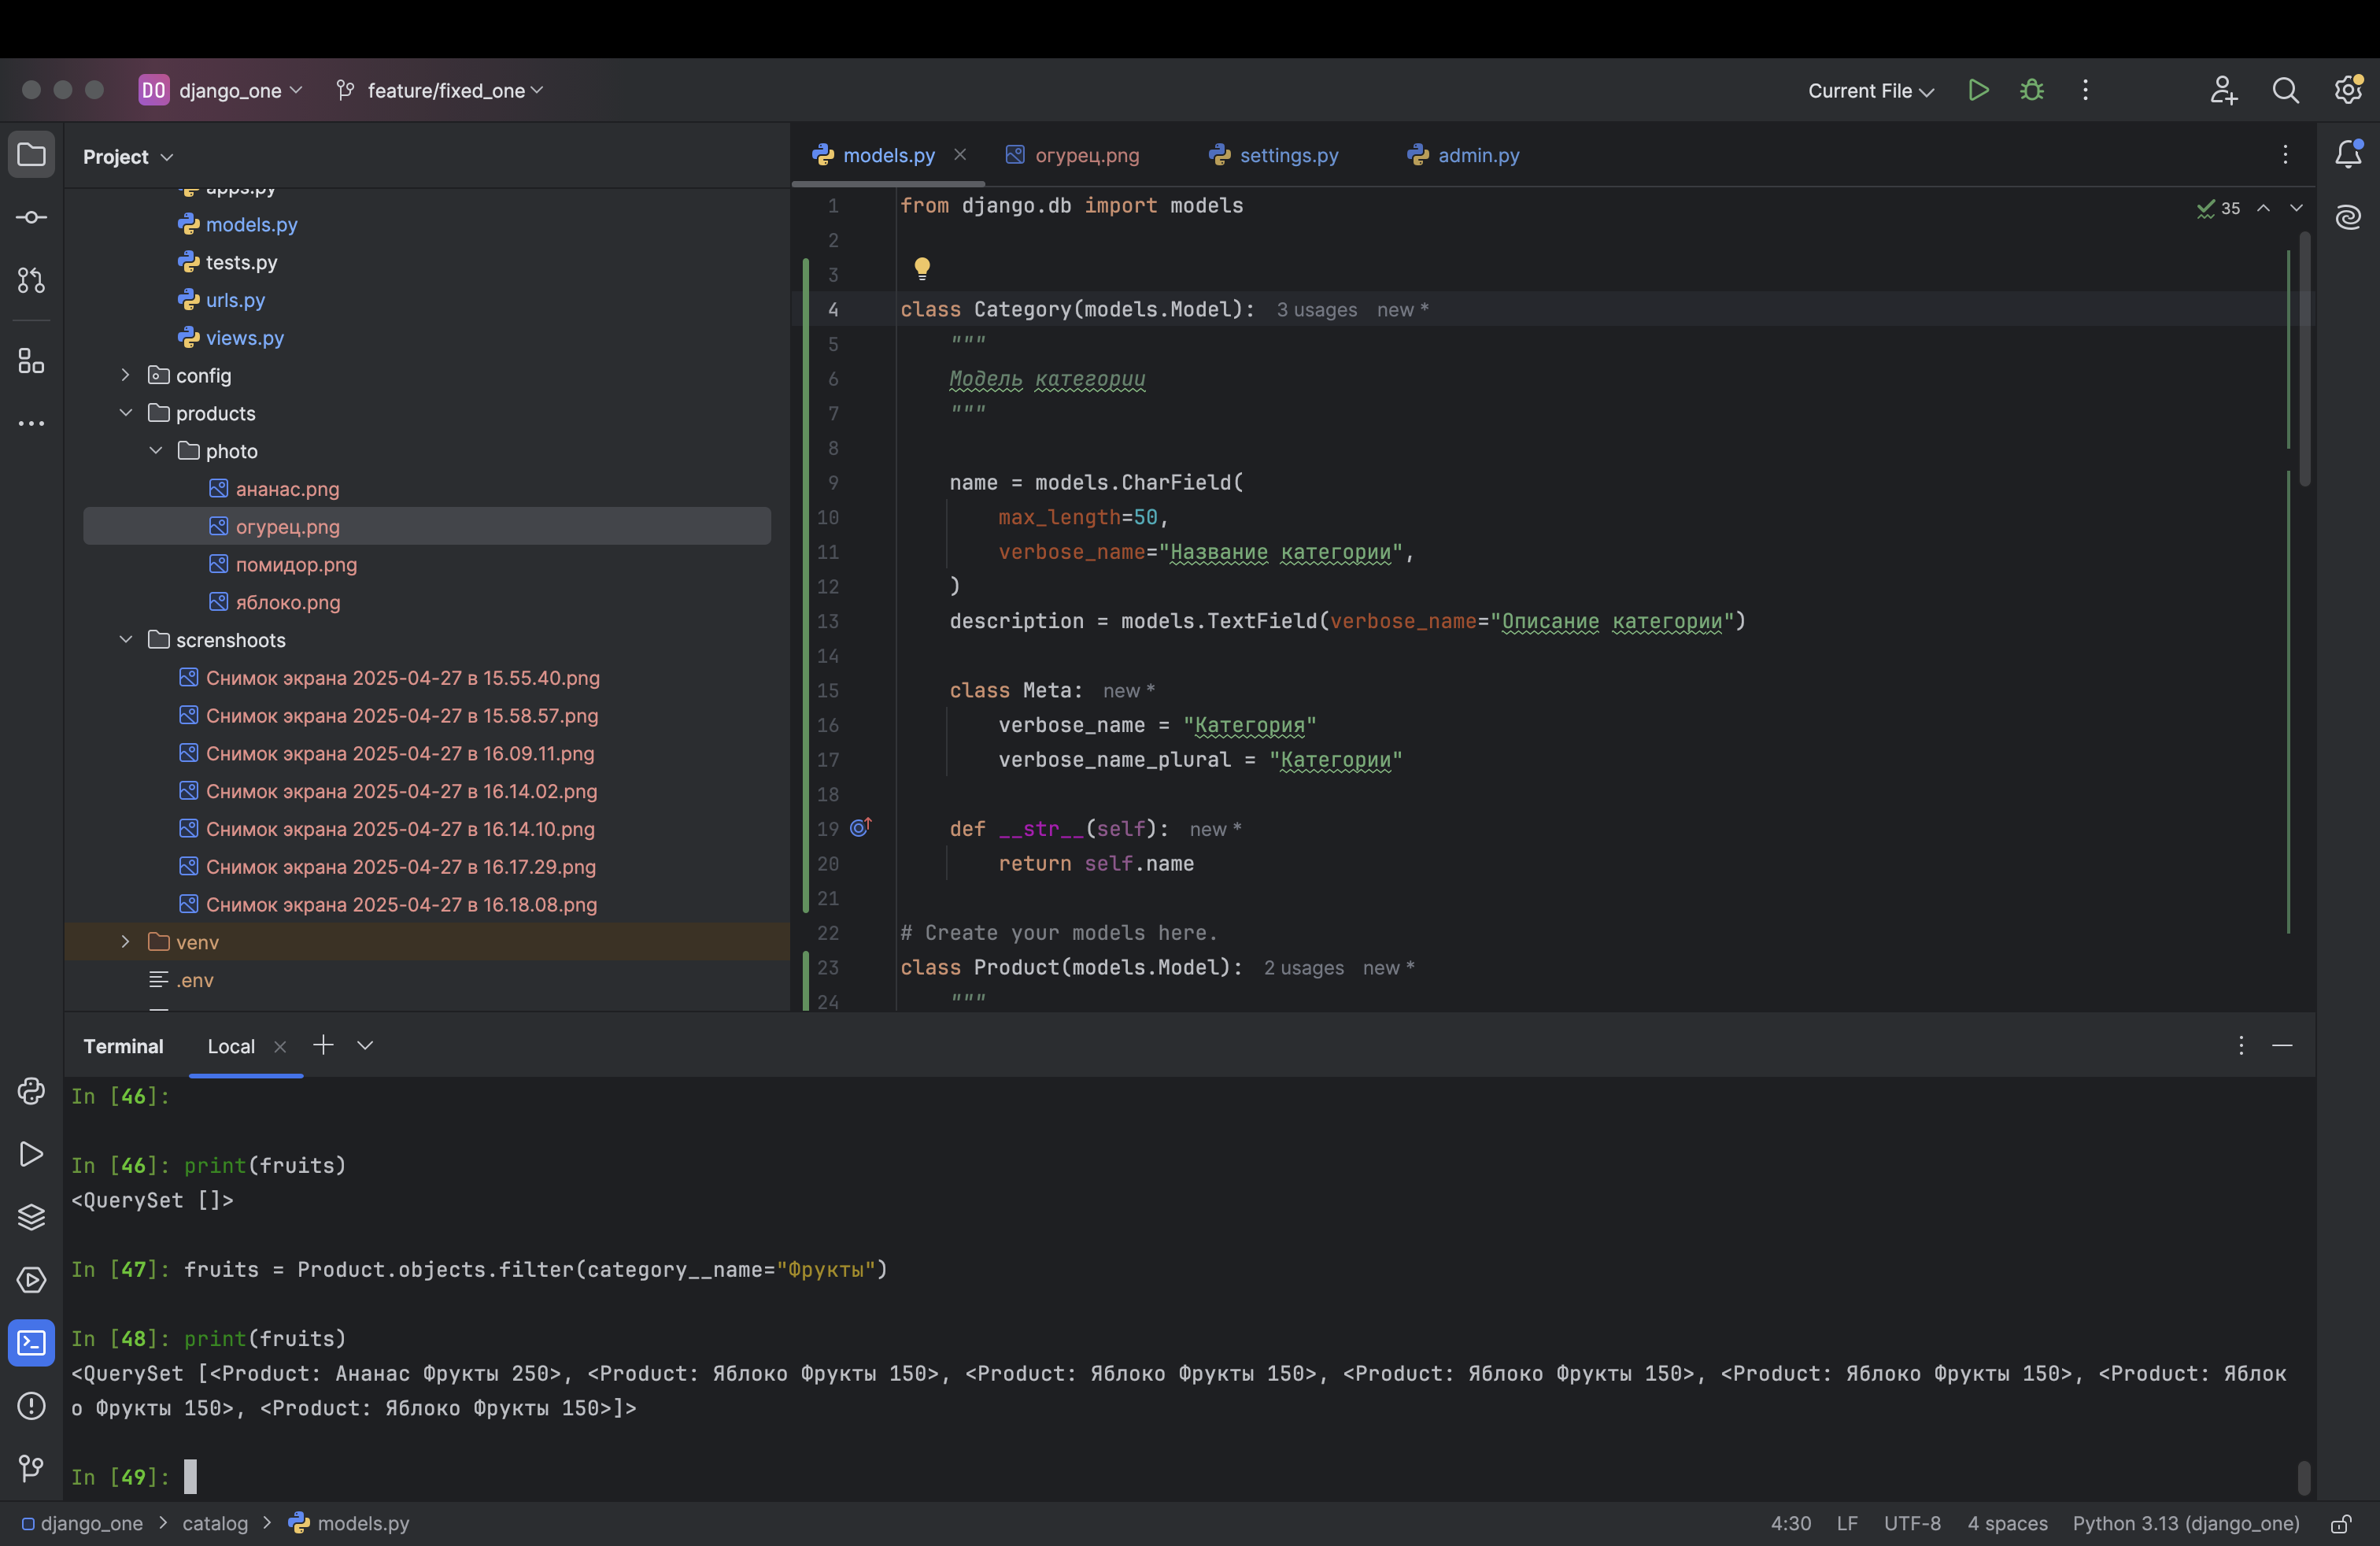 DO django_one feature/fixed_one Current File
Project
apps.py
models.py
tests.py
urls.py
views.py
config
products
photo
ананас.png
огурец.png
помидор.png
яблоко.png
screnshoots
Снимок экрана 2025-04-27 в 15.55.40.png
Снимок экрана 2025-04-27 в 15.58.57.png
Снимок экрана 2025-04-27 в 16.09.11.png
Снимок экрана 2025-04-27 в 16.14.02.png
Снимок экрана 2025-04-27 в 16.14.10.png
Снимок экрана 2025-04-27 в 16.17.29.png
Снимок экрана 2025-04-27 в 16.18.08.png
venv
.env
models.py огурец.png settings.py admin.py
35
1 from django.db import models
2
3
4 class Category(models.Model): 3 usages new *
5 """
6 Модель категории
7 """
8
9 name = models.CharField(
10 max_length=50,
11 verbose_name="Название категории",
12 )
13 description = models.TextField(verbose_name="Описание категории")
14
15 class Meta: new *
16 verbose_name = "Категория"
17 verbose_name_plural = "Категории"
18
19 def __str__(self): new *
20 return self.name
21
22 # Create your models here.
23 class Product(models.Model): 2 usages new *
24 """
Terminal Local
In [46]:
In [46]: print(fruits)
<QuerySet []>
In [47]: fruits = Product.objects.filter(category__name="Фрукты")
In [48]: print(fruits)
<QuerySet [<Product: Ананас Фрукты 250>, <Product: Яблоко Фрукты 150>, <Product: Яблоко Фрукты 150>, <Product: Яблоко Фрукты 150>, <Product: Яблоко Фрукты 150>, <Product: Яблок
о Фрукты 150>, <Product: Яблоко Фрукты 150>]>
In [49]:
django_one > catalog > models.py 4:30 LF UTF-8 4 spaces Python 3.13 (django_one)